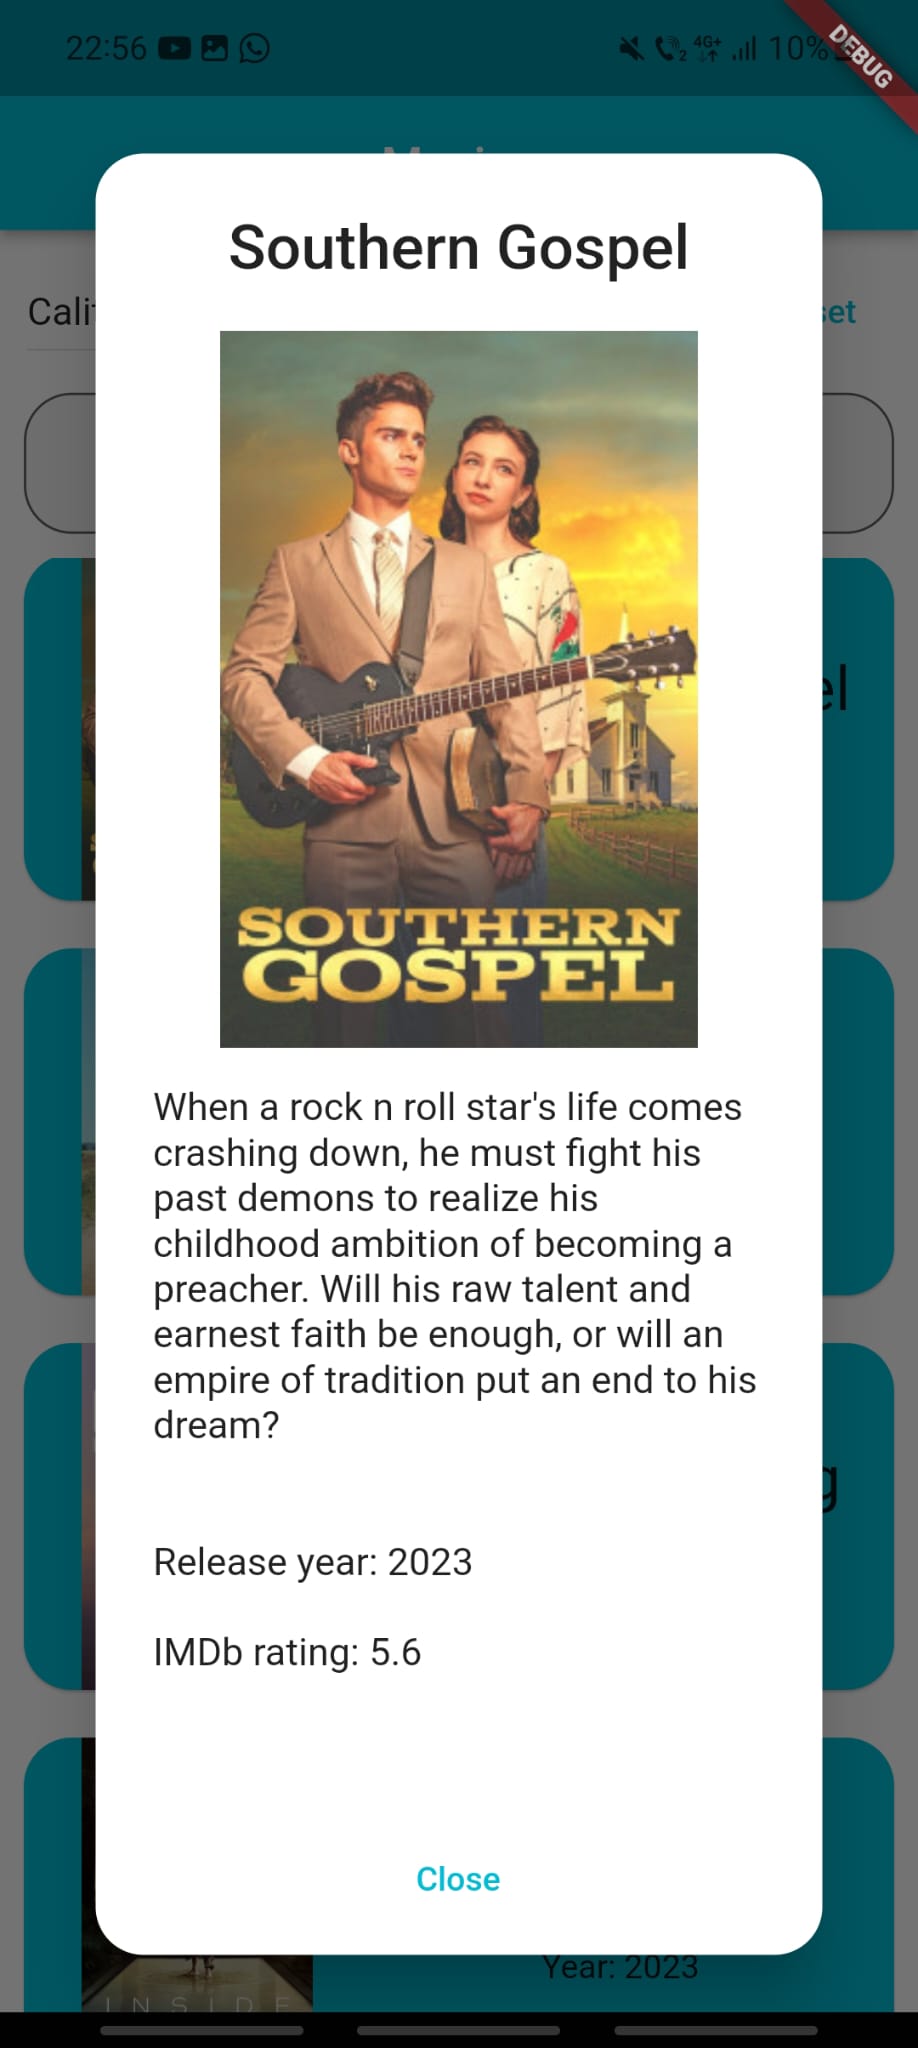 22:56
2 4G+ 10%
DEBUG
Southern Gospel
SOUTHERN
GOSPEL
When a rock n roll star's life comes
crashing down, he must fight his
past demons to realize his
childhood ambition of becoming a
preacher. Will his raw talent and
earnest faith be enough, or will an
empire of tradition put an end to his
dream?
Release year: 2023
IMDb rating: 5.6
Close
Year: 2023
INSIDE